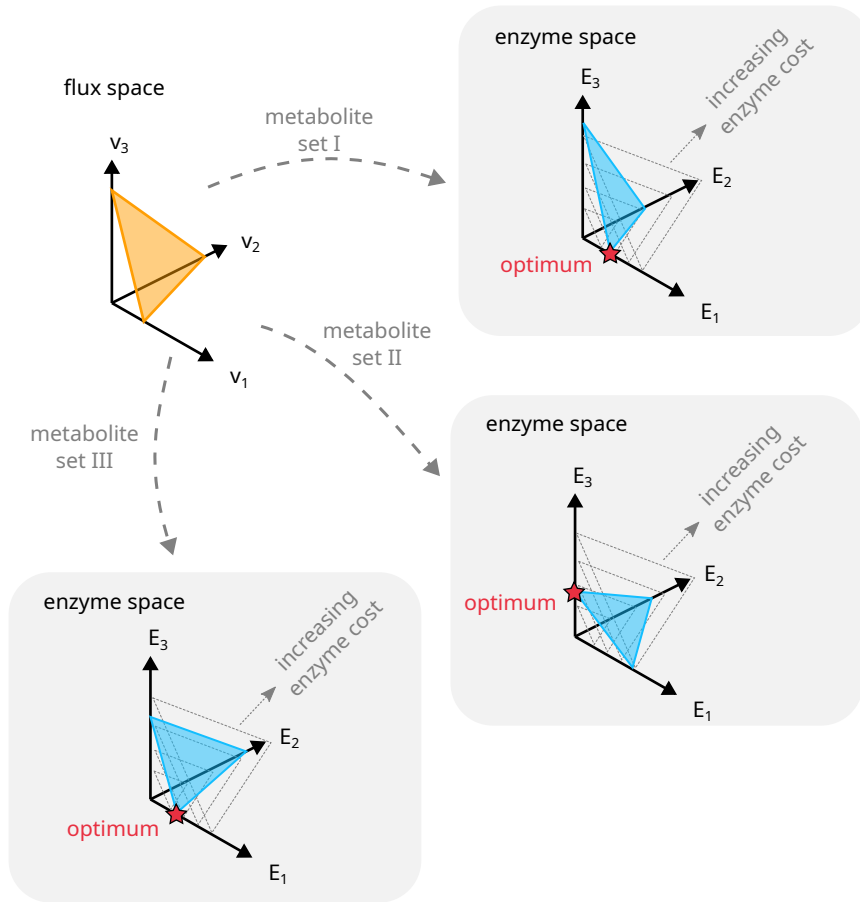 flux space
v₃
v₂
v₁
metabolite
set I
metabolite
set II
metabolite
set III
enzyme space
increasing
enzyme cost
E₃
E₂
optimum
E₁
enzyme space
increasing
enzyme cost
E₃
E₂
optimum
E₁
enzyme space
increasing
enzyme cost
E₃
E₂
optimum
E₁